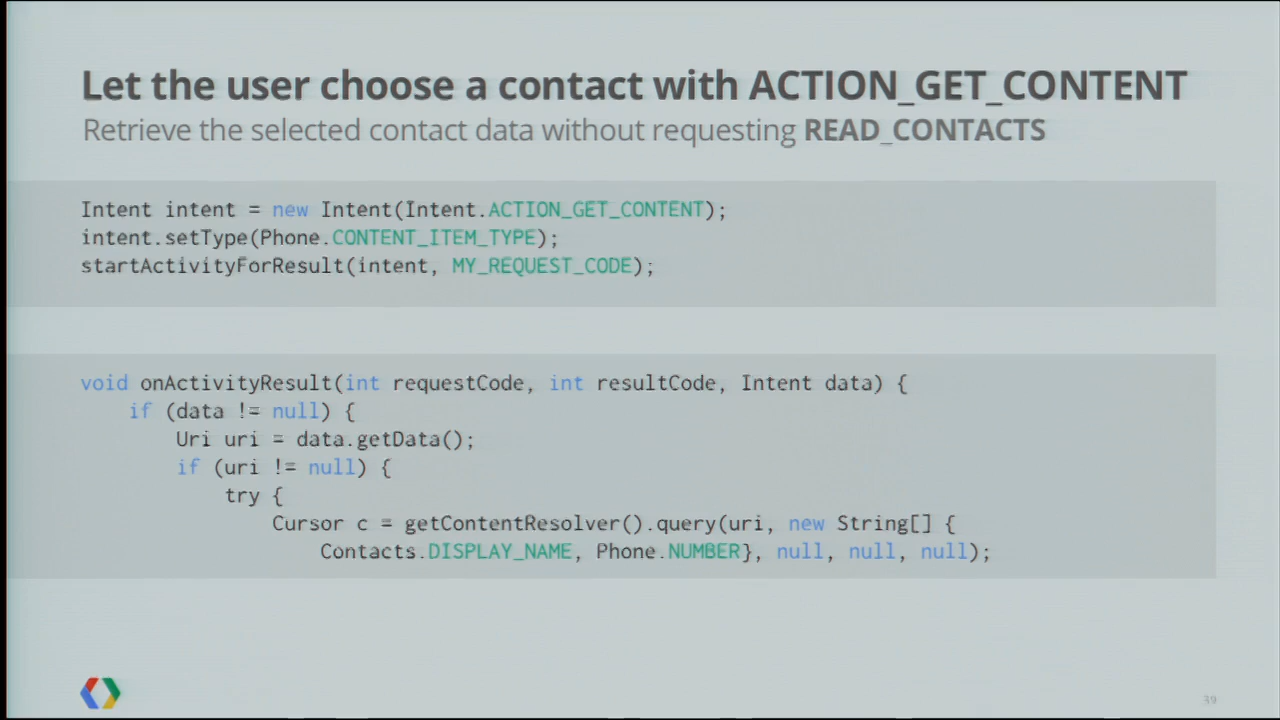 Let the user choose a contact with ACTION_GET_CONTENT
Retrieve the selected contact data without requesting READ_CONTACTS
Intent intent = new Intent(Intent.ACTION_GET_CONTENT);
intent.setType(Phone.CONTENT_ITEM_TYPE);
startActivityForResult(intent, MY_REQUEST_CODE);
void onActivityResult(int requestCode, int resultCode, Intent data) {
if (data != null) {
Uri uri = data.getData();
if (uri != null) {
try {
Cursor c = getContentResolver().query(uri, new String[] {
Contacts.DISPLAY_NAME, Phone.NUMBER}, null, null, null);
39